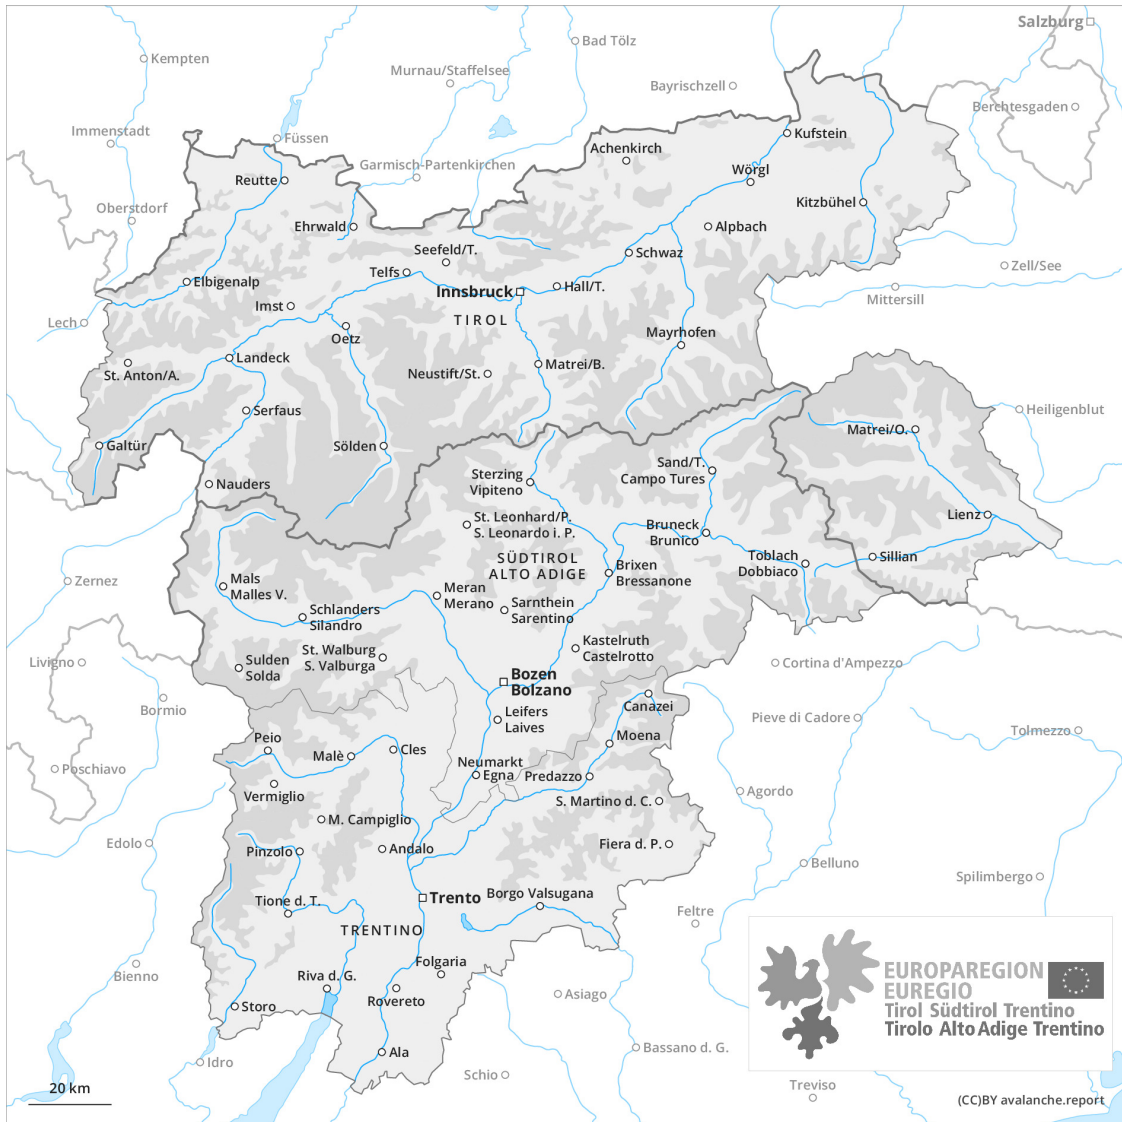 Salzburg
Bad Tölz
Kempten
Murnau/Staffelsee
Bayrischzell
Berchtesgaden
Immenstadt
Füssen
Kufstein
Achenkirch
Garmisch-Partenkirchen
Wörgl
Reutte
Kitzbühel
Oberstdorf
Ehrwald
Alpbach
Seefeld/T.
Schwaz
Telfs
Zell/See
Elbigenalp
Hall/T.
Innsbruck
Mittersill
Imst
TIROL
Lech
Oetz
Mayrhofen
Landeck
St. Anton/A.
Matrei/B.
Neustift/St.
Serfaus
Heiligenblut
Matrei/O.
Galtür
Sölden
Sand/T.
Campo Tures
Sterzing
Vipiteno
Nauders
St. Leonhard/P.
S. Leonardo i. P.
Lienz
Bruneck
Brunico
SÜDTIROL
ALTO ADIGE
Toblach
Dobbiaco
Sillian
Brixen
Bressanone
Zernez
Mals
Malles V.
Meran
Merano
Sarnthein
Sarentino
Schlanders
Silandro
Kastelruth
Castelrotto
St. Walburg
S. Valburga
Livigno
Sulden
Solda
Cortina d'Ampezzo
Bozen
Bolzano
Canazei
Bormio
Leifers
Laives
Pieve di Cadore
Tolmezzo
Peio
Moena
Malè
Cles
Neumarkt
Egna
Predazzo
Poschiavo
Vermiglio
Agordo
S. Martino d. C.
M. Campiglio
Edolo
Pinzolo
Andalo
Fiera d. P.
Belluno
Spilimbergo
Tione d. T.
Trento
Borgo Valsugana
Feltre
TRENTINO
Bienno
Folgaria
Riva d. G.
Rovereto
Asiago
Storo
EUROPAREGION
EUREGIO
Tirol Südtirol Trentino
Tirolo Alto Adige Trentino
Idro
Ala
Bassano d. G.
Schio
Treviso
20 km
(CC)BY avalanche.report